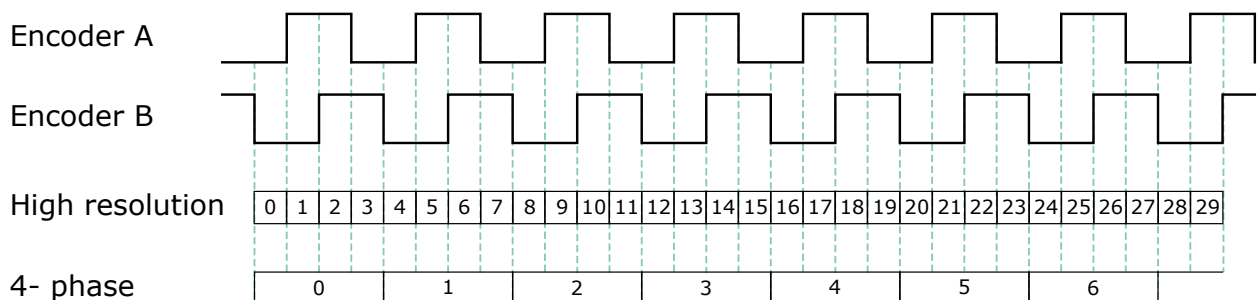 Encoder A
Encoder B
High resolution 0 1 2 3 4 5 6 7 8 9 10 11 12 13 14 15 16 17 18 19 20 21 22 23 24 25 26 27 28 29
4- phase 0 1 2 3 4 5 6